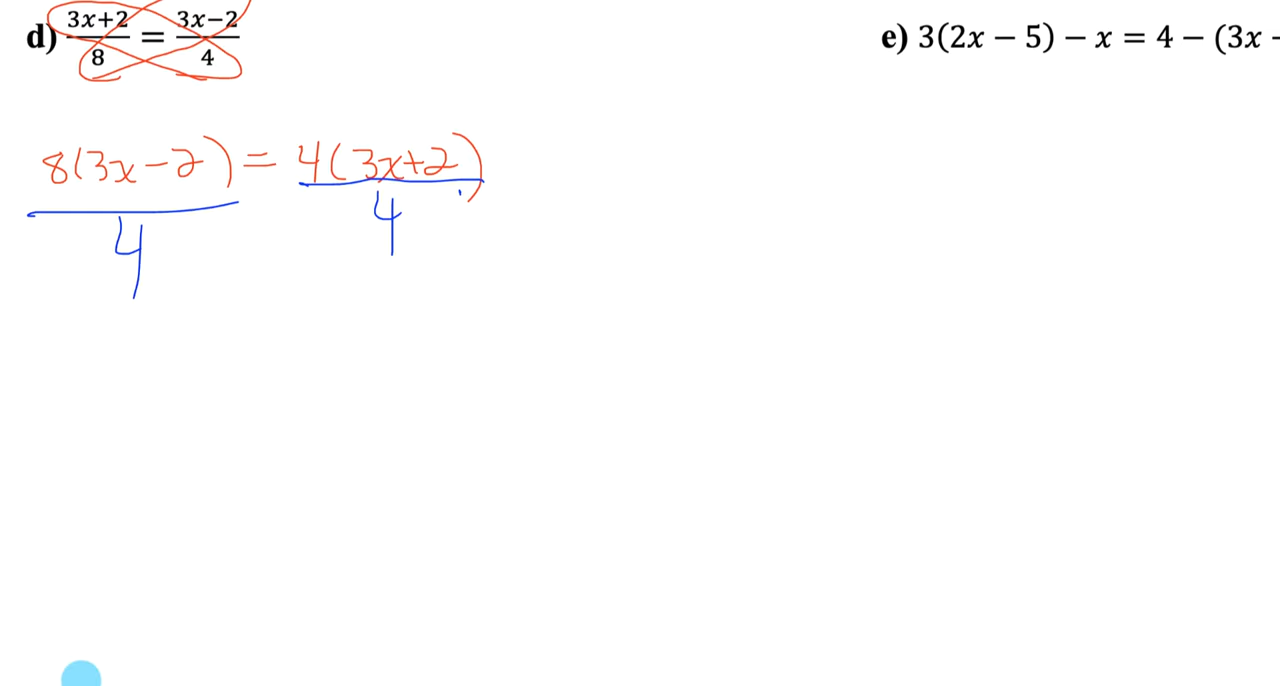 d) (3x+2)/8 = (3x−2)/4
e) 3(2x − 5) − x = 4 − (3x −
8(3x−2) = 4(3x+2)
4 4